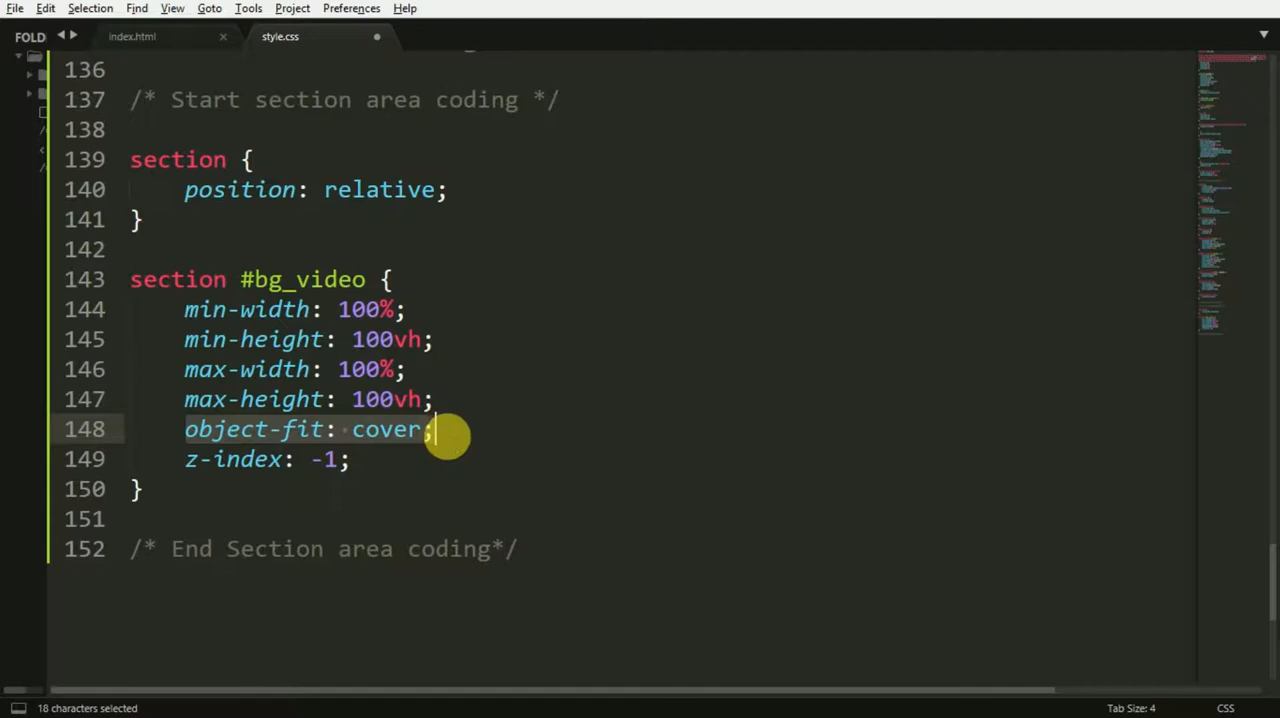 File Edit Selection Find View Goto Tools Project Preferences Help
FOLD
index.html
style.css
136
137 /* Start section area coding */
138
139 section {
140 position: relative;
141 }
142
143 section #bg_video {
144 min-width: 100%;
145 min-height: 100vh;
146 max-width: 100%;
147 max-height: 100vh;
148 object-fit: cover;
149 z-index: -1;
150 }
151
152 /* End Section area coding*/
18 characters selected
Tab Size: 4
CSS